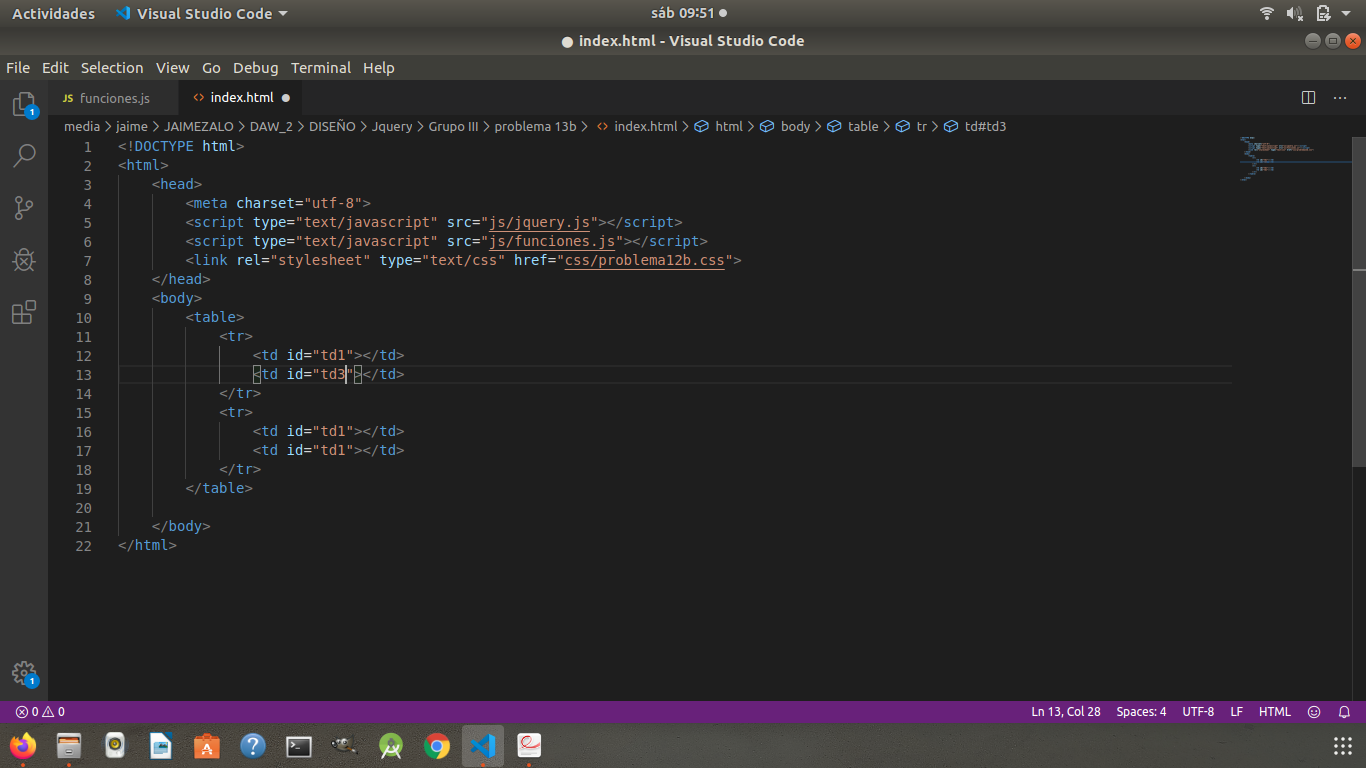 Actividades Visual Studio Code sáb 09:51
● index.html - Visual Studio Code
File Edit Selection View Go Debug Terminal Help
JS funciones.js <> index.html ●
media > jaime > JAIMEZALO > DAW_2 > DISEÑO > Jquery > Grupo III > problema 13b > <> index.html > html > body > table > tr > td#td3
1 <!DOCTYPE html>
2 <html>
3 <head>
4 <meta charset="utf-8">
5 <script type="text/javascript" src="js/jquery.js"></script>
6 <script type="text/javascript" src="js/funciones.js"></script>
7 <link rel="stylesheet" type="text/css" href="css/problema12b.css">
8 </head>
9 <body>
10 <table>
11 <tr>
12 <td id="td1"></td>
13 <td id="td3"></td>
14 </tr>
15 <tr>
16 <td id="td1"></td>
17 <td id="td1"></td>
18 </tr>
19 </table>
20
21 </body>
22 </html>
1
1
0 0 Ln 13, Col 28 Spaces: 4 UTF-8 LF HTML